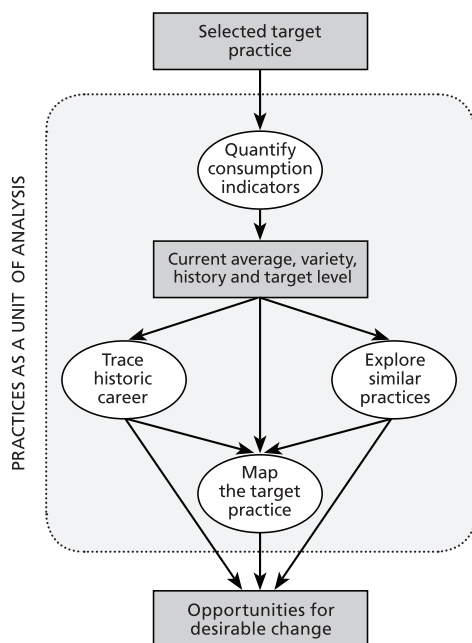 Selected target
practice
PRACTICES AS A UNIT OF ANALYSIS
Quantify
consumption
indicators
Current average, variety,
history and target level
Trace
historic
career
Explore
similar
practices
Map
the target
practice
Opportunities for
desirable change